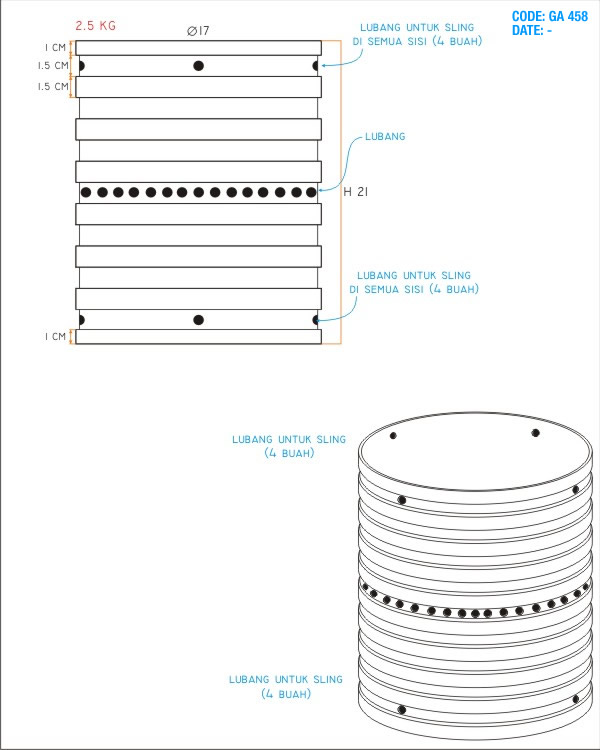 CODE: GA 458
DATE: -
2.5 KG
Ø17
LUBANG UNTUK SLING
DI SEMUA SISI (4 BUAH)
1 CM
1.5 CM
1.5 CM
LUBANG
H 21
LUBANG UNTUK SLING
DI SEMUA SISI (4 BUAH)
1 CM
LUBANG UNTUK SLING
(4 BUAH)
LUBANG UNTUK SLING
(4 BUAH)